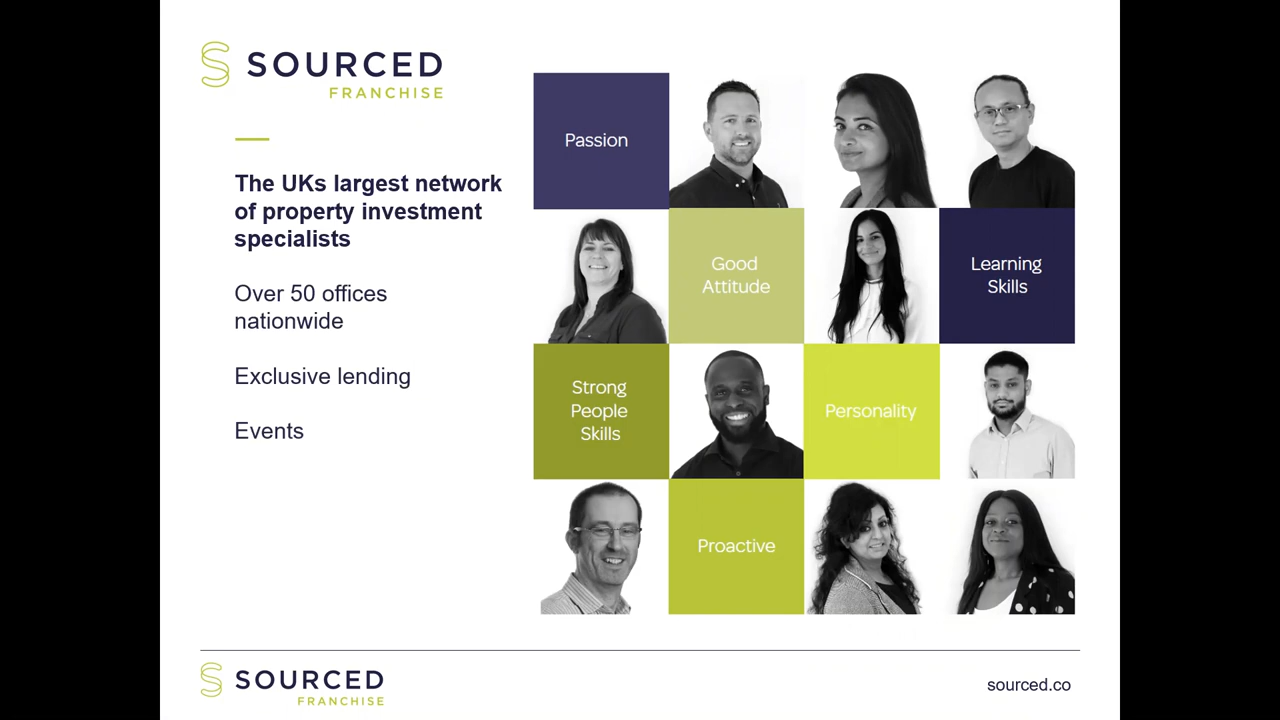 SOURCED
FRANCHISE
The UKs largest network
of property investment
specialists
Over 50 offices
nationwide
Exclusive lending
Events
Passion
Good
Attitude
Learning
Skills
Strong
People
Skills
Personality
Proactive
SOURCED
FRANCHISE
sourced.co